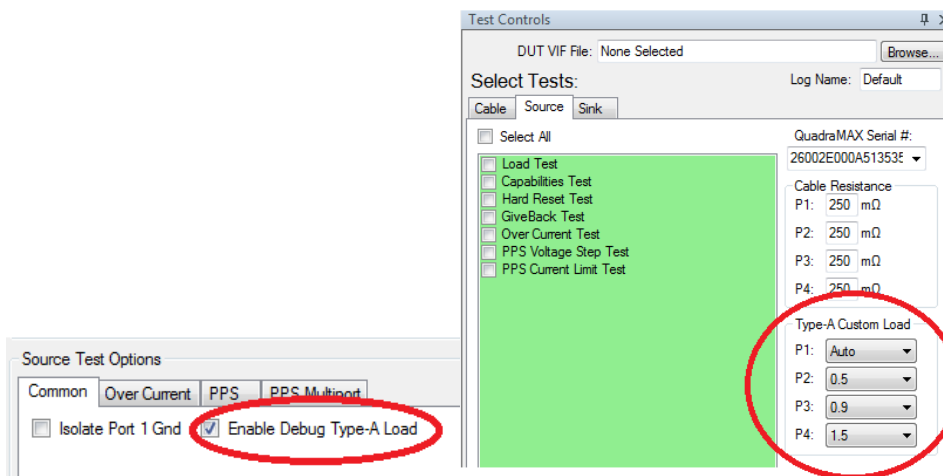 Test Controls
DUT VIF File: None Selected Browse...
Select Tests: Log Name: Default
Cable Source Sink
Select All
Load Test
Capabilities Test
Hard Reset Test
GiveBack Test
Over Current Test
PPS Voltage Step Test
PPS Current Limit Test
QuadraMAX Serial #:
26002E000A513535
Cable Resistance
P1: 250 mΩ
P2: 250 mΩ
P3: 250 mΩ
P4: 250 mΩ
Type-A Custom Load
P1: Auto
P2: 0.5
P3: 0.9
P4: 1.5
Source Test Options
Common Over Current PPS PPS Multiport
Isolate Port 1 Gnd Enable Debug Type-A Load